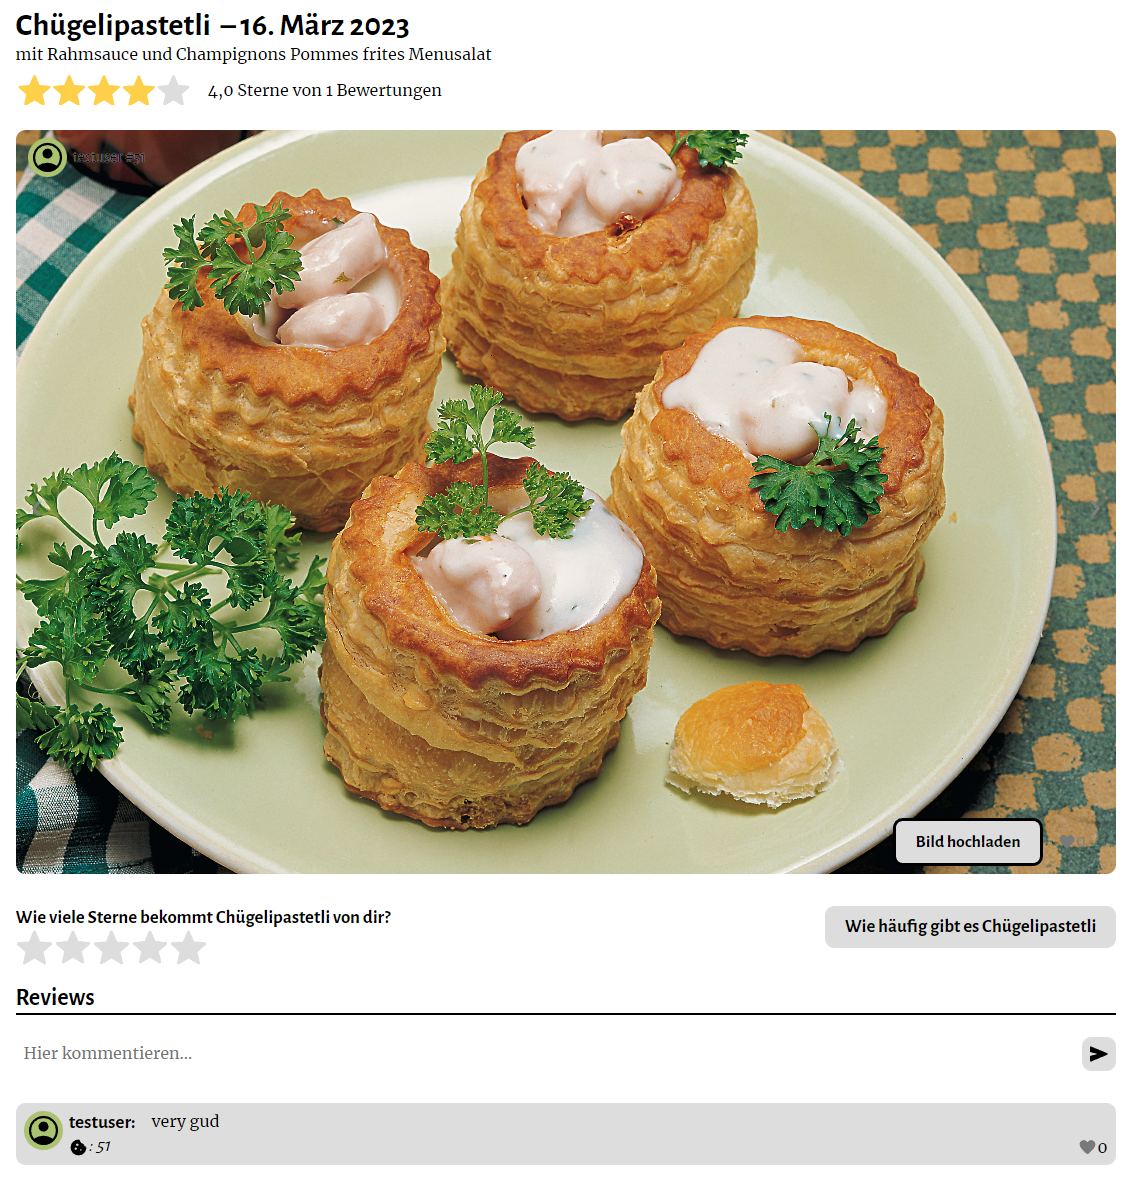 Chügelipastetli – 16. März 2023
mit Rahmsauce und Champignons Pommes frites Menusalat
4,0 Sterne von 1 Bewertungen
testuser #51
Bild hochladen
Wie viele Sterne bekommt Chügelipastetli von dir?
Wie häufig gibt es Chügelipastetli
Reviews
Hier kommentieren...
testuser: very gud
: 51
0